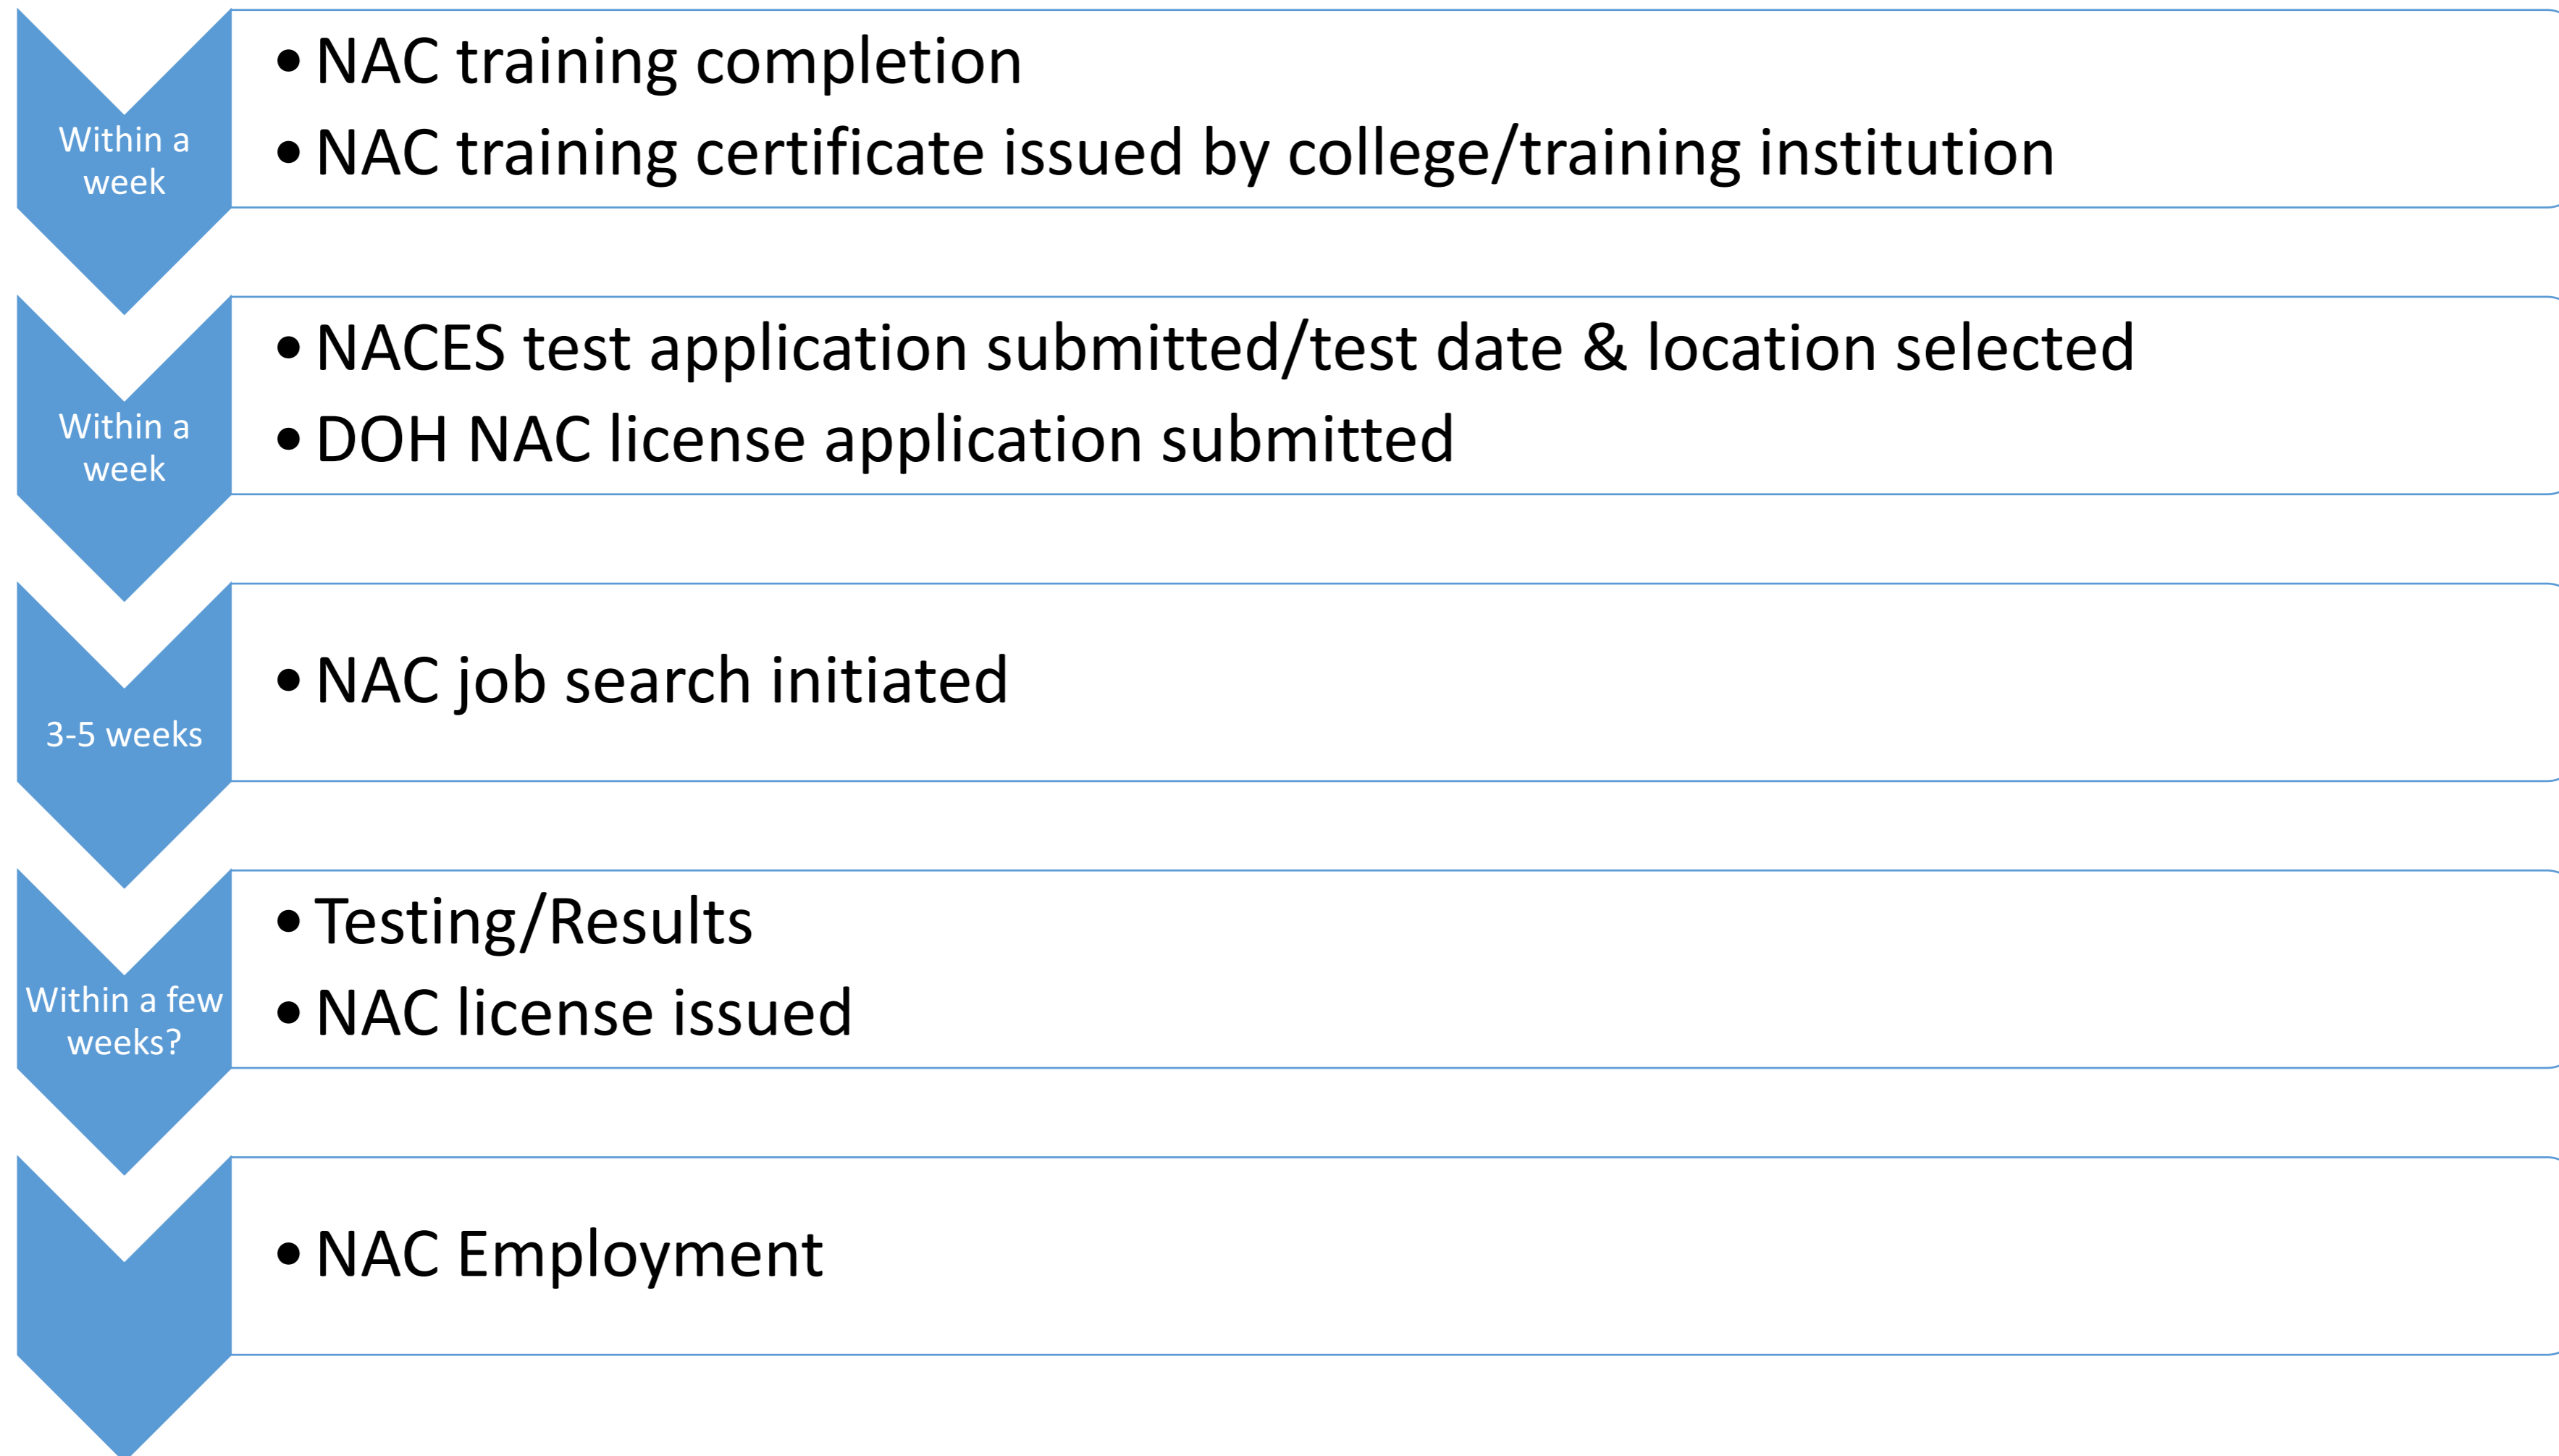 Within a
week
• NAC training completion
• NAC training certificate issued by college/training institution
Within a
week
• NACES test application submitted/test date & location selected
• DOH NAC license application submitted
3-5 weeks
• NAC job search initiated
Within a few
weeks?
• Testing/Results
• NAC license issued
• NAC Employment